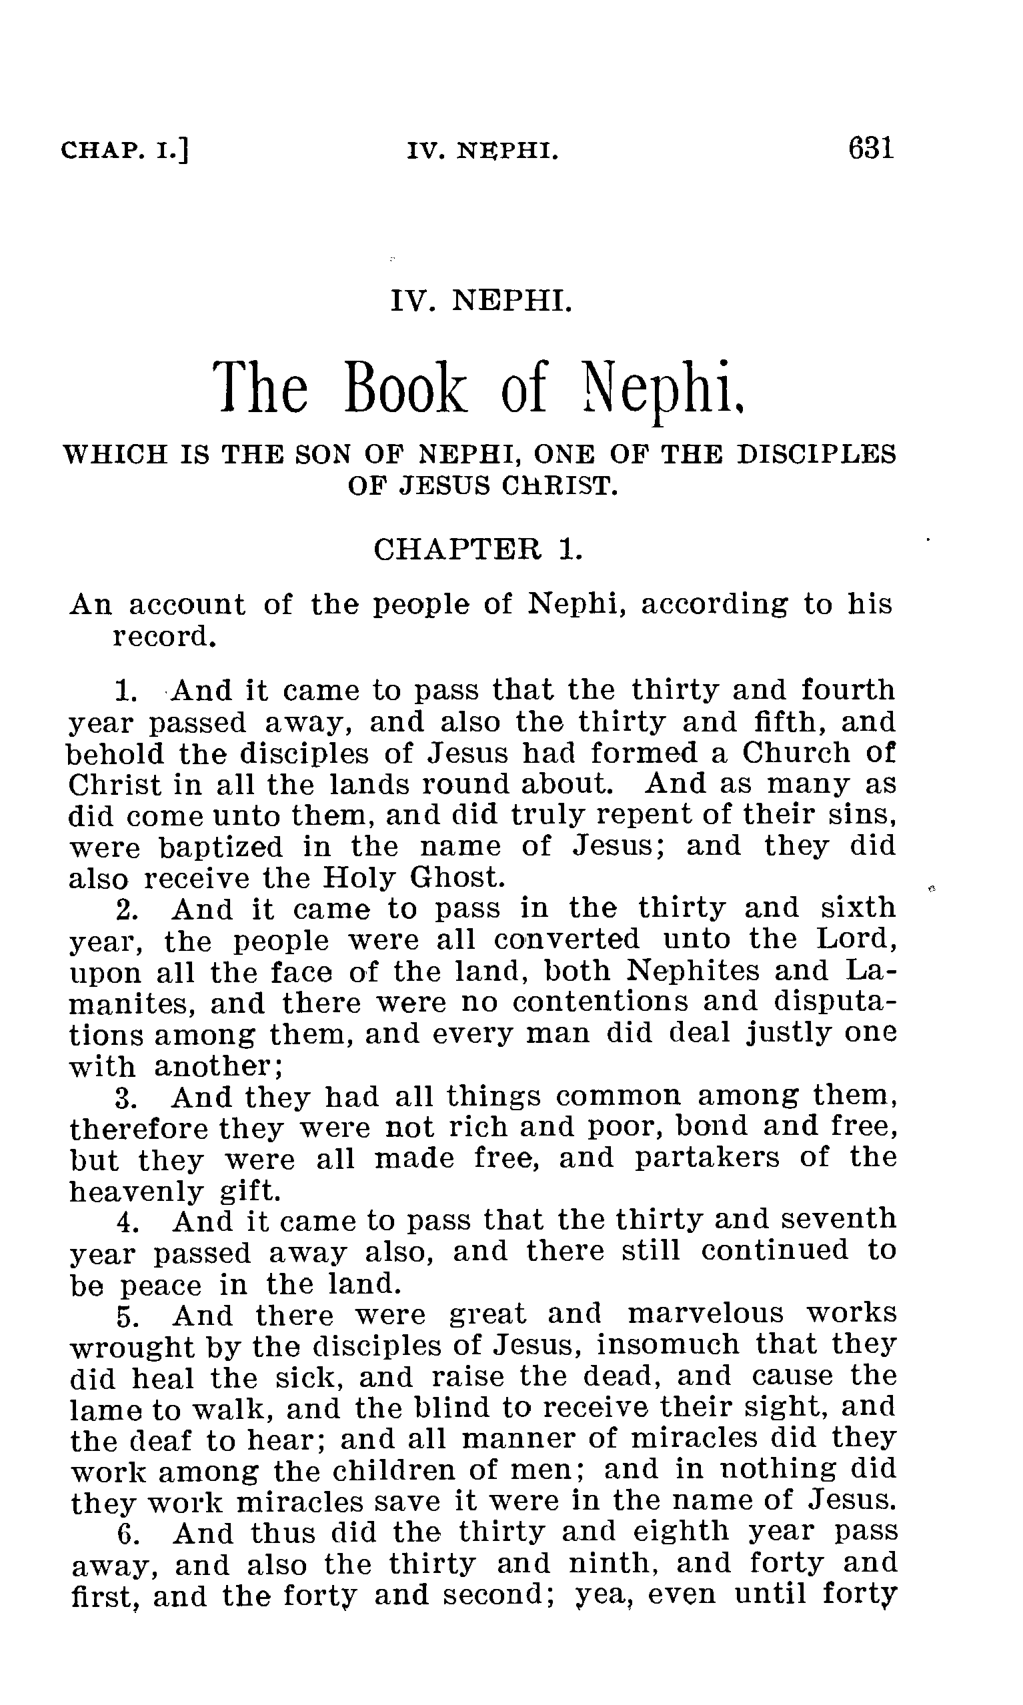 CHAP. I.] IV. NEPHI. 631
IV. NEPHI.
The Book of Nephi,
WHICH IS THE SON OF NEPHI, ONE OF THE DISCIPLES
OF JESUS CHRIST.
CHAPTER 1.
An account of the people of Nephi, according to his
record.
1. And it came to pass that the thirty and fourth
year passed away, and also the thirty and fifth, and
behold the disciples of Jesus had formed a Church of
Christ in all the lands round about. And as many as
did come unto them, and did truly repent of their sins,
were baptized in the name of Jesus; and they did
also receive the Holy Ghost.
2. And it came to pass in the thirty and sixth
year, the people were all converted unto the Lord,
upon all the face of the land, both Nephites and La-
manites, and there were no contentions and disputa-
tions among them, and every man did deal justly one
with another;
3. And they had all things common among them,
therefore they were not rich and poor, bond and free,
but they were all made free, and partakers of the
heavenly gift.
4. And it came to pass that the thirty and seventh
year passed away also, and there still continued to
be peace in the land.
5. And there were great and marvelous works
wrought by the disciples of Jesus, insomuch that they
did heal the sick, and raise the dead, and cause the
lame to walk, and the blind to receive their sight, and
the deaf to hear; and all manner of miracles did they
work among the children of men; and in nothing did
they work miracles save it were in the name of Jesus.
6. And thus did the thirty and eighth year pass
away, and also the thirty and ninth, and forty and
first, and the forty and second; yea, even until forty